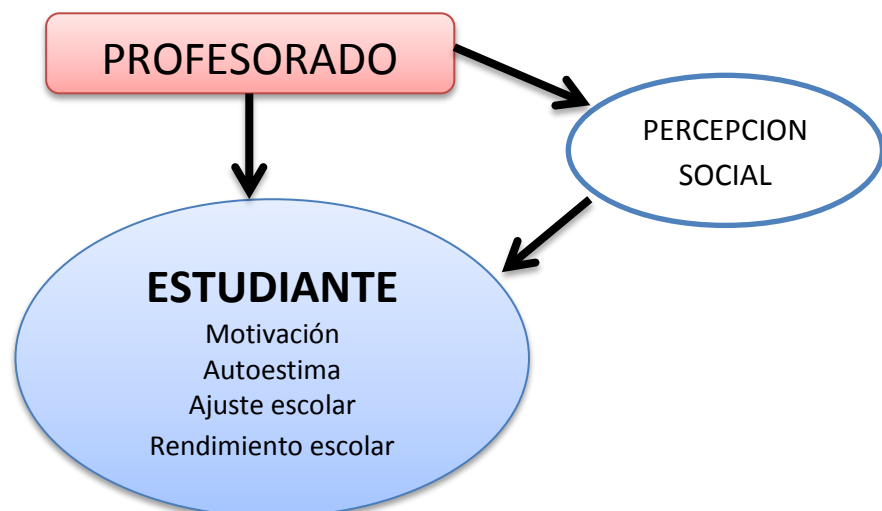 PROFESORADO
PERCEPCION
SOCIAL
ESTUDIANTE
Motivación
Autoestima
Ajuste escolar
Rendimiento escolar